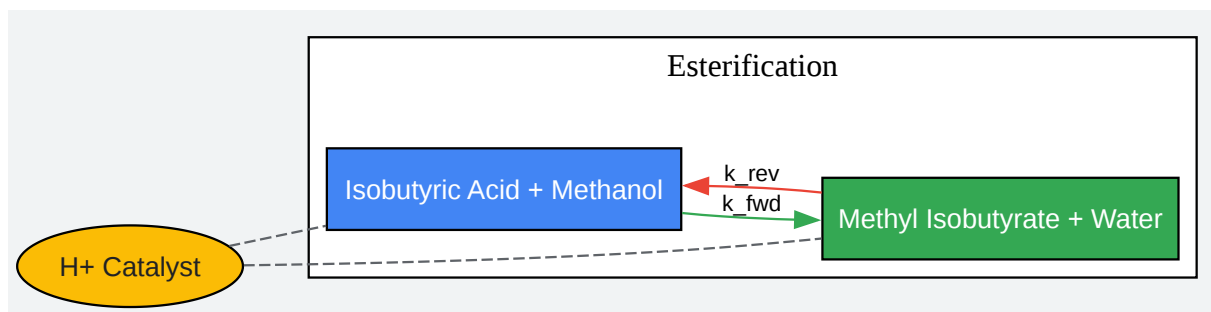 Esterification
k_rev
Isobutyric Acid + Methanol
k_fwd
Methyl Isobutyrate + Water
H+ Catalyst